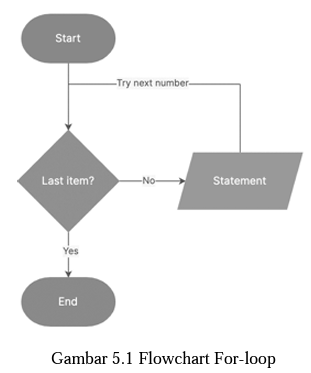 Start
Try next number
Last item?
No
Statement
Yes
End
Gambar 5.1 Flowchart For-loop